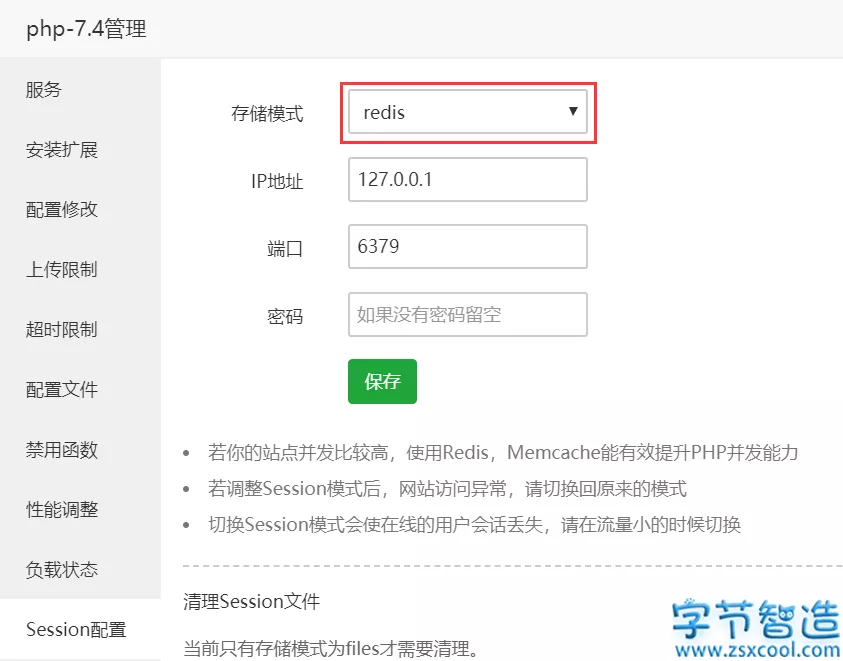 php-7.4管理
服务
安装扩展
配置修改
上传限制
超时限制
配置文件
禁用函数
性能调整
负载状态
Session配置
存储模式 redis
IP地址 127.0.0.1
端口 6379
密码 如果没有密码留空
保存
若你的站点并发比较高，使用Redis，Memcache能有效提升PHP并发能力
若调整Session模式后，网站访问异常，请切换回原来的模式
切换Session模式会使在线的用户会话丢失，请在流量小的时候切换
清理Session文件
当前只有存储模式为files才需要清理。
字节智造
www.zsxcool.com